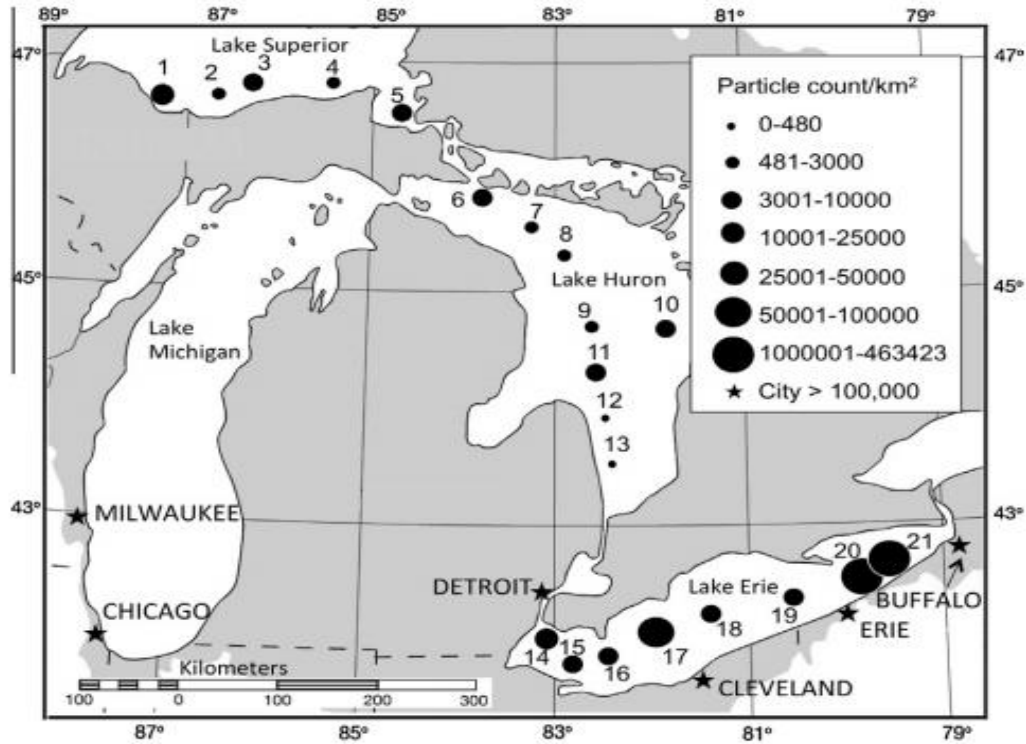 89° 87° 85° 83° 81° 79°
47° 47°
Lake Superior
1 2 3 4
5
Particle count/km²
0-480
481-3000
3001-10000
10001-25000
25001-50000
50001-100000
1000001-463423
City > 100,000
6 7
8
45° 45°
Lake Huron
9 10
Lake
Michigan
11
12
13
43° 43°
MILWAUKEE
DETROIT
CHICAGO
Lake Erie
20 21
BUFFALO
19
18
ERIE
14 15 16 17
CLEVELAND
Kilometers
100 0 100 200 300
87° 85° 83° 81° 79°